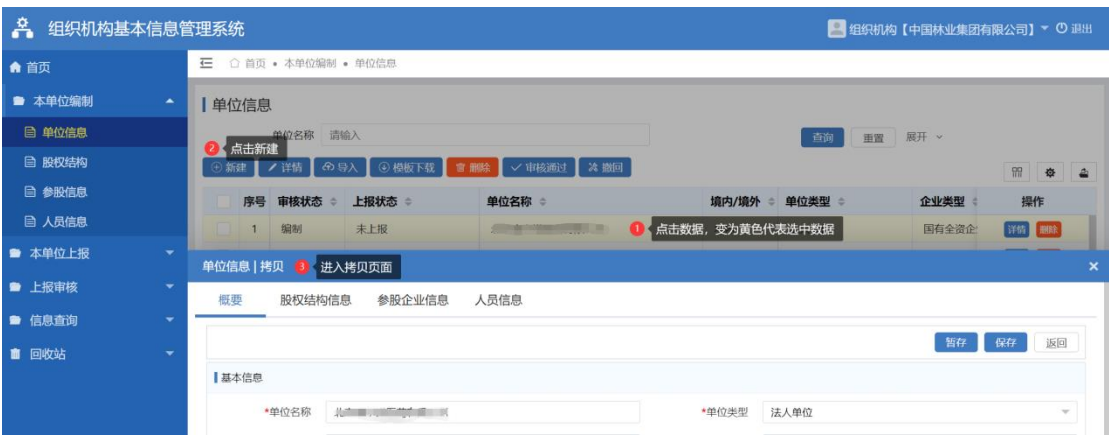 组织机构基本信息管理系统
组织机构【中国林业集团有限公司】 退出
首页
本单位编制
单位信息
股权结构
参股信息
人员信息
本单位上报
上报审核
信息查询
回收站
首页 • 本单位编制 • 单位信息
单位信息
单位名称 请输入 查询 重置 展开
2 点击新建
新建 详情 导入 模板下载 删除 审核通过 撤回
序号 审核状态 上报状态 单位名称 境内/境外 单位类型 企业类型 操作
1 编制 未上报 1 点击数据，变为黄色代表选中数据 国有全资企 详情 删除
单位信息 | 拷贝 3 进入拷贝页面
概要 股权结构信息 参股企业信息 人员信息
暂存 保存 返回
基本信息
*单位名称 *单位类型 法人单位